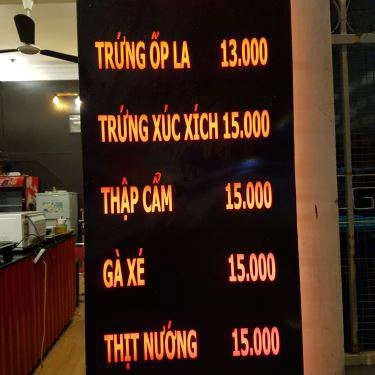 TRỨNG ỐP LA 13.000
TRỨNG XÚC XÍCH 15.000
THẬP CẨM 15.000
GÀ XÉ 15.000
THỊT NƯỚNG 15.000